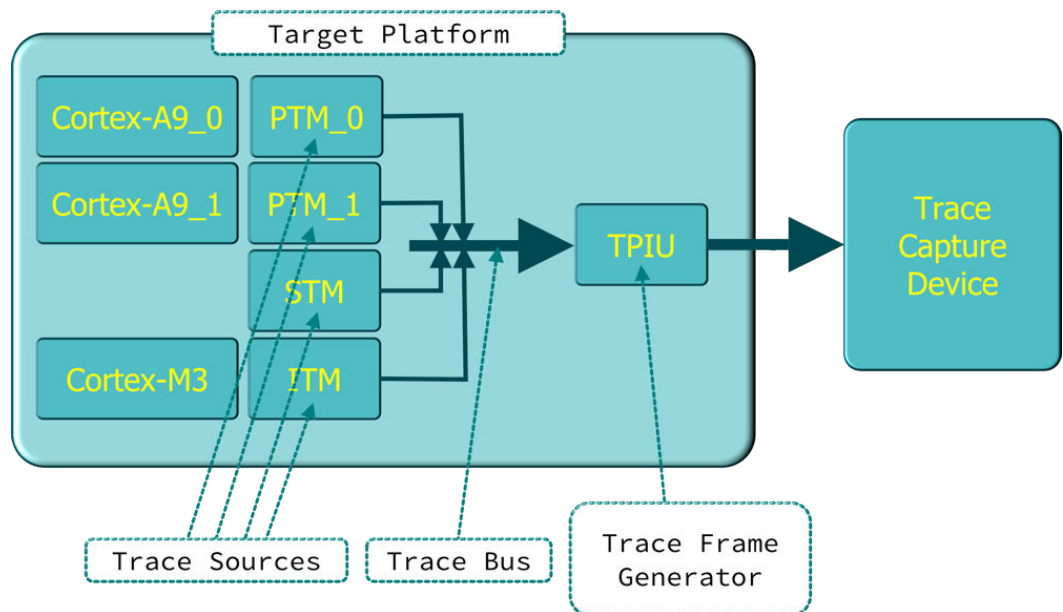 Target Platform
Cortex-A9_0
PTM_0
Cortex-A9_1
PTM_1
STM
Cortex-M3
ITM
TPIU
Trace
Capture
Device
Trace Sources
Trace Bus
Trace Frame
Generator